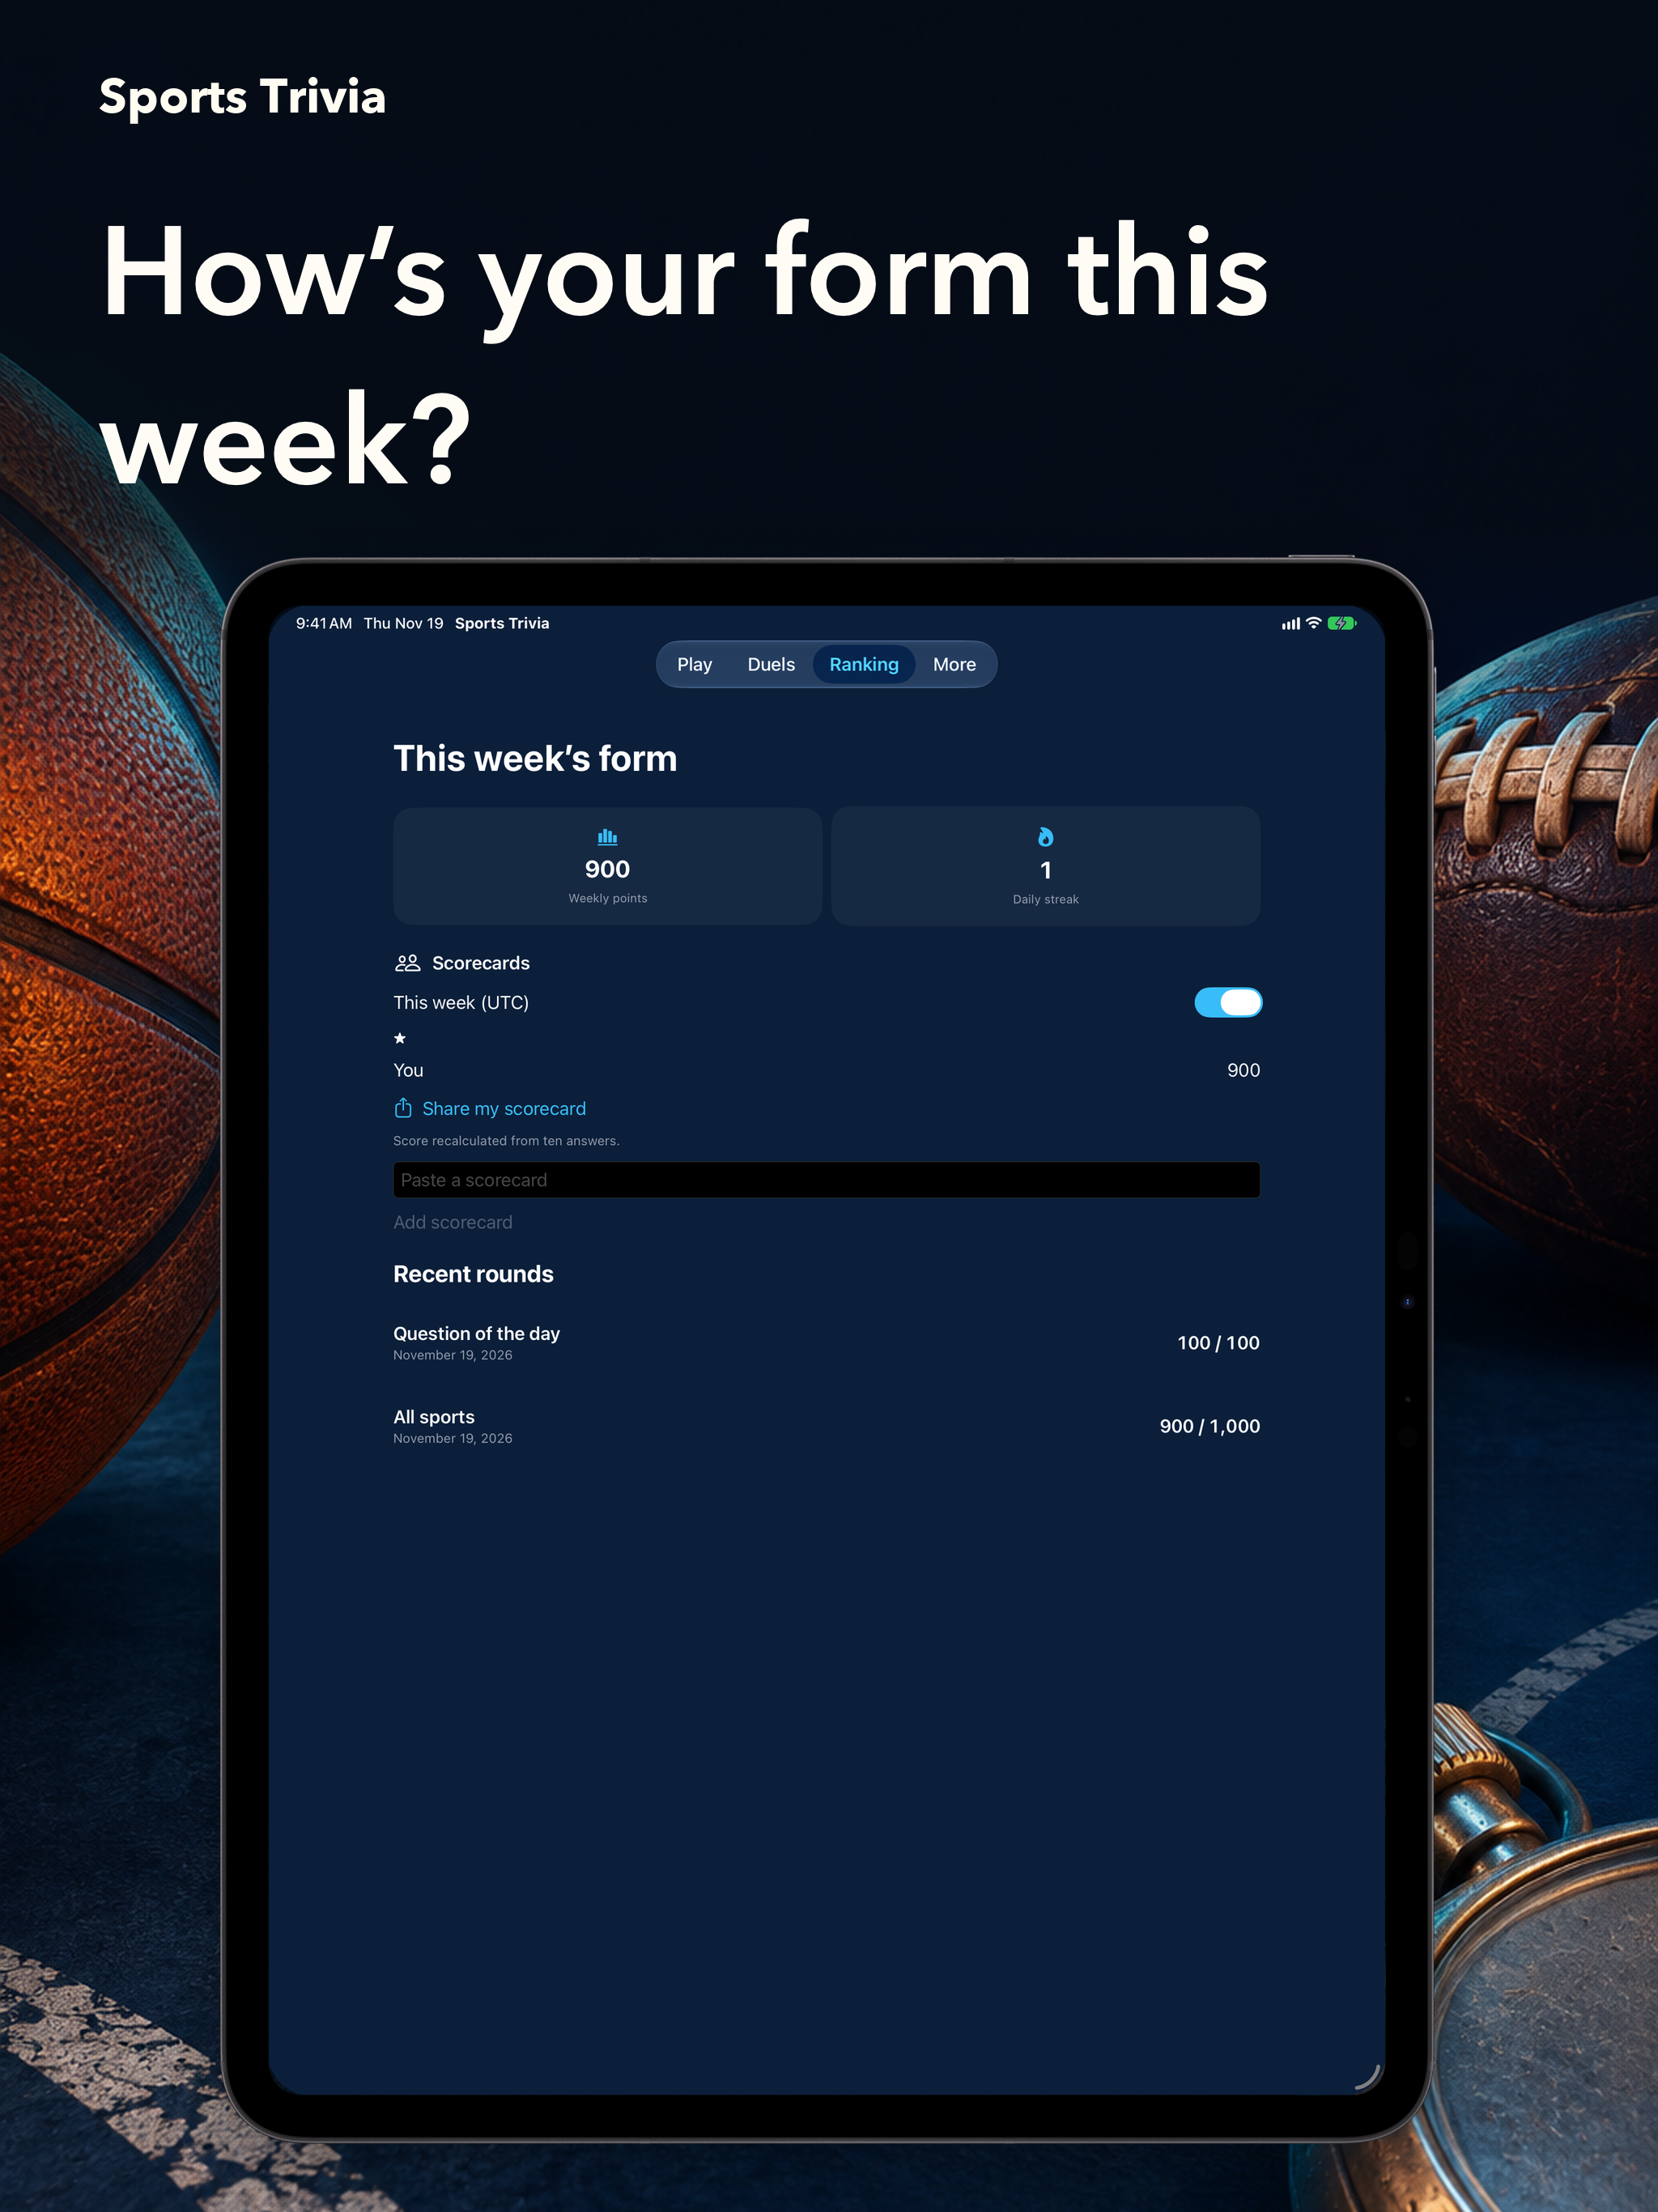 Sports Trivia
How’s your form this
week?
9:41 AM Thu Nov 19 Sports Trivia
Play Duels Ranking More
This week’s form
900
Weekly points
1
Daily streak
Scorecards
This week (UTC)
You 900
Share my scorecard
Score recalculated from ten answers.
Paste a scorecard
Add scorecard
Recent rounds
Question of the day
November 19, 2026
100 / 100
All sports
November 19, 2026
900 / 1,000